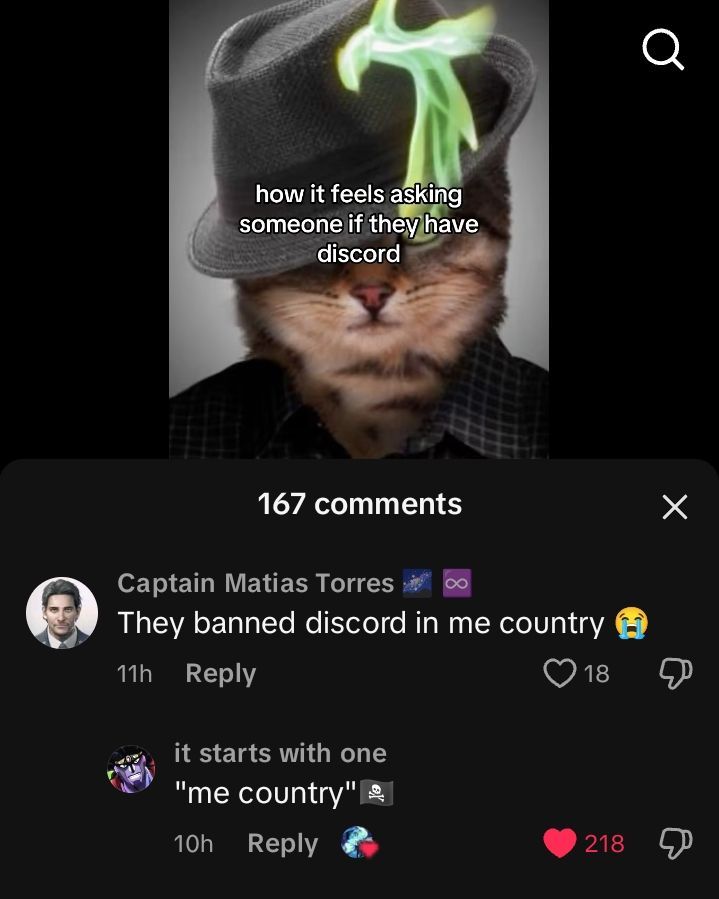 how it feels asking
someone if they have
discord
167 comments
Captain Matias Torres 🌌 ♾️
They banned discord in me country 😭
11h Reply 18
it starts with one
"me country"🏴‍☠️
10h Reply 218